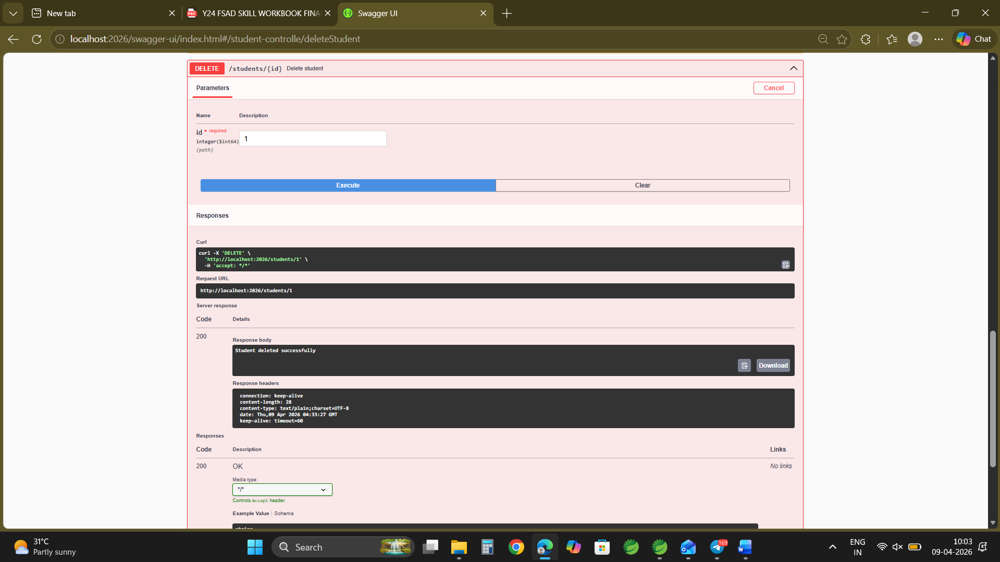 New tab
Y24 FSAD SKILL WORKBOOK FINA
Swagger UI
localhost:2026/swagger-ui/index.html#/student-controlle/deleteStudent
Chat
DELETE /students/{id} Delete student
Parameters
Cancel
Name Description
id * required
integer($int64)
(path)
1
Execute
Clear
Responses
Curl
curl -X 'DELETE' \
'http://localhost:2026/students/1' \
-H 'accept: */*'
Request URL
http://localhost:2026/students/1
Server response
Code Details
200
Response body
Student deleted successfully
Download
Response headers
connection: keep-alive
content-length: 28
content-type: text/plain;charset=UTF-8
date: Thu,09 Apr 2026 04:33:27 GMT
keep-alive: timeout=60
Responses
Code Description Links
200 OK No links
Media type
*/*
Controls Accept header.
Example Value Schema
31°C
Partly sunny
Search
169
ENG
IN
10:03
09-04-2026